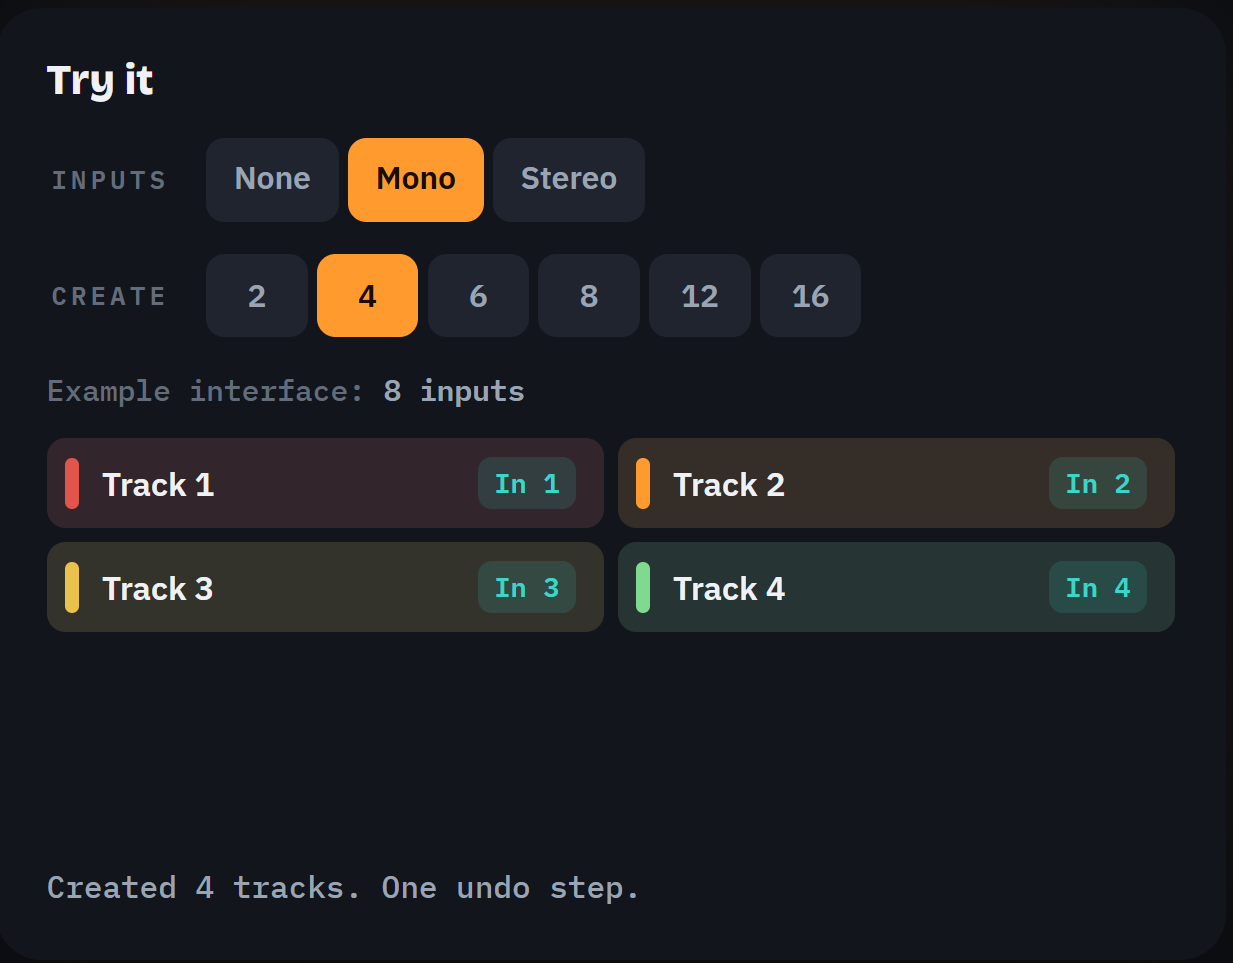 Try it
INPUTS None Mono Stereo
CREATE 2 4 6 8 12 16
Example interface: 8 inputs
Track 1 In 1 Track 2 In 2
Track 3 In 3 Track 4 In 4
Created 4 tracks. One undo step.